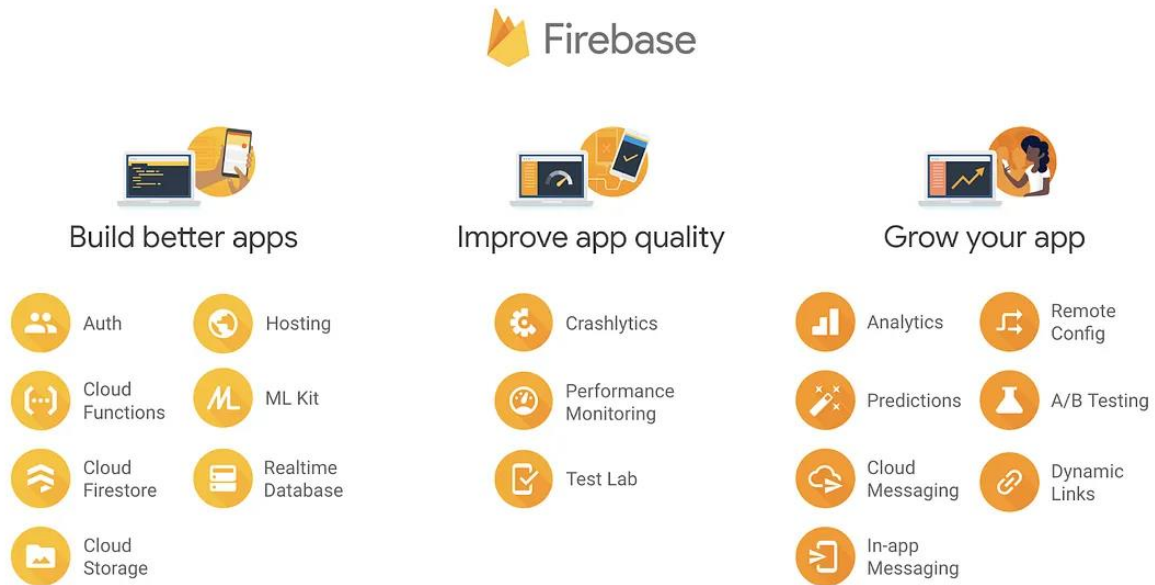 Firebase
Build better apps
Auth
Hosting
Cloud
Functions
ML Kit
Cloud
Firestore
Realtime
Database
Cloud
Storage
Improve app quality
Crashlytics
Performance
Monitoring
Test Lab
Grow your app
Analytics
Remote
Config
Predictions
A/B Testing
Cloud
Messaging
Dynamic
Links
In-app
Messaging